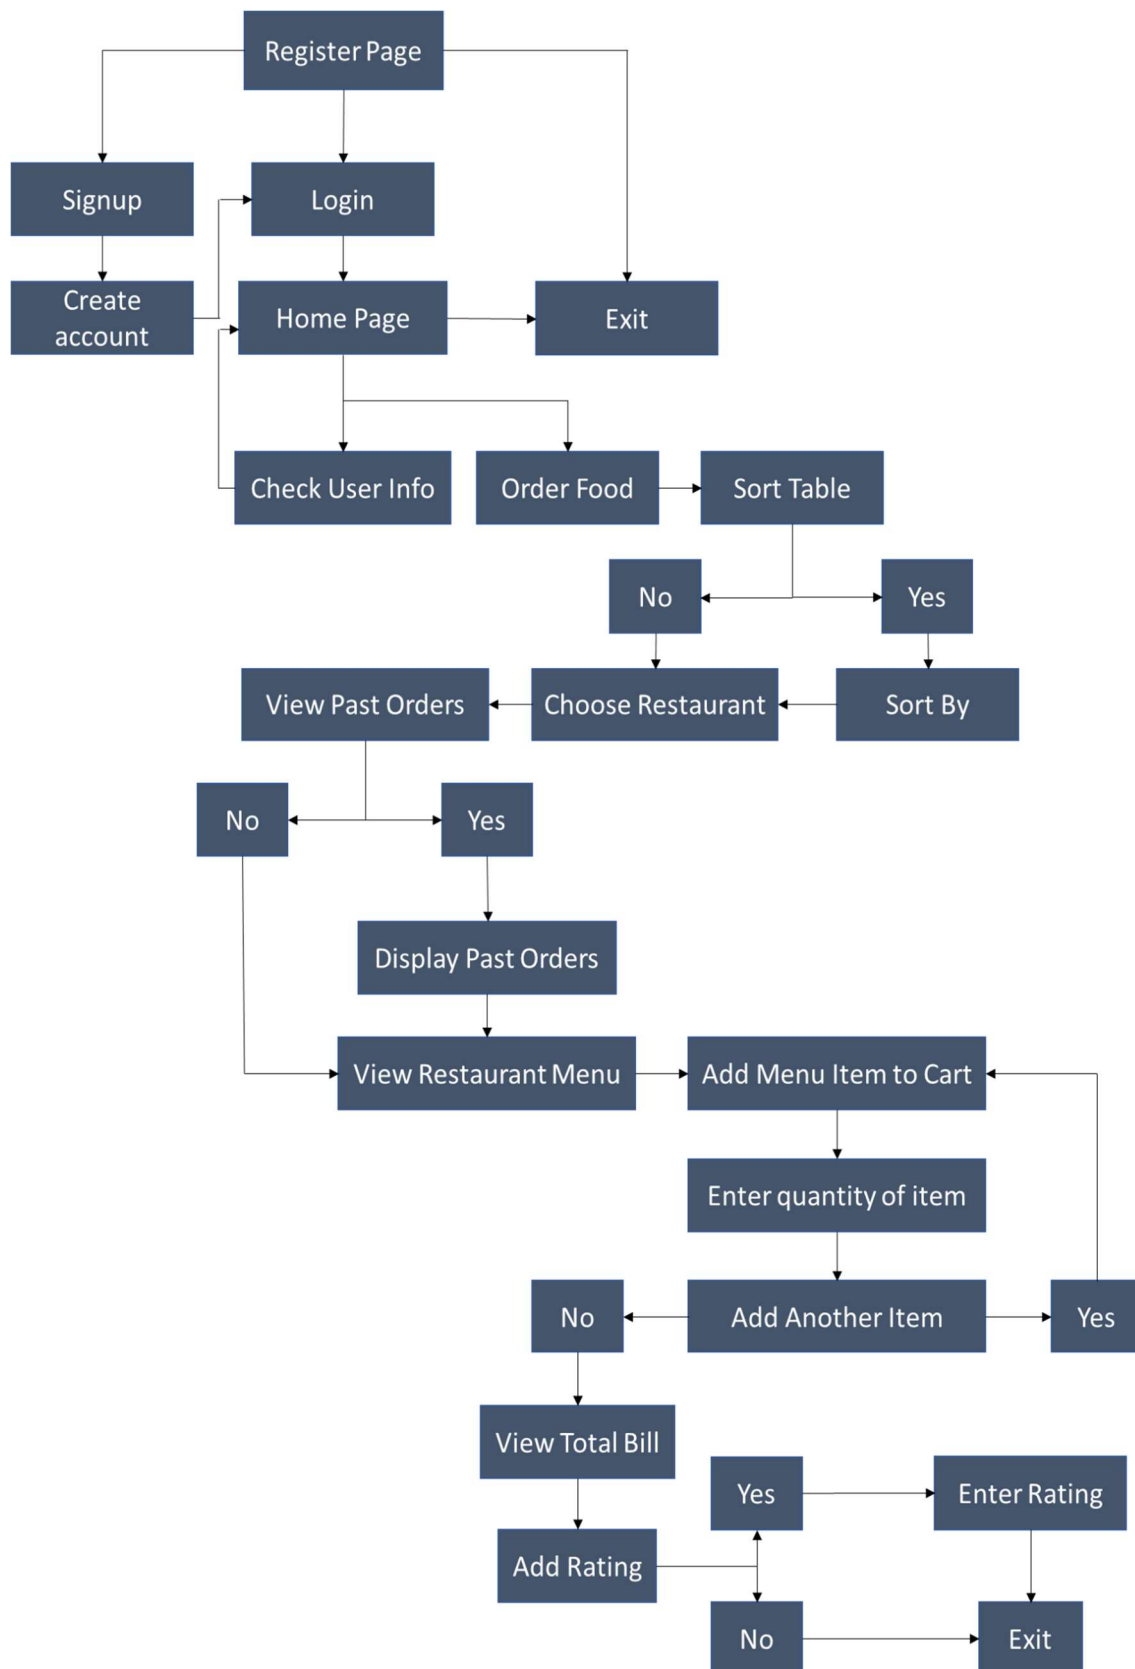 Register Page
Signup
Login
Create
account
Home Page
Exit
Check User Info
Order Food
Sort Table
No
Yes
View Past Orders
Choose Restaurant
Sort By
No
Yes
Display Past Orders
View Restaurant Menu
Add Menu Item to Cart
Enter quantity of item
No
Add Another Item
Yes
View Total Bill
Yes
Enter Rating
Add Rating
No
Exit